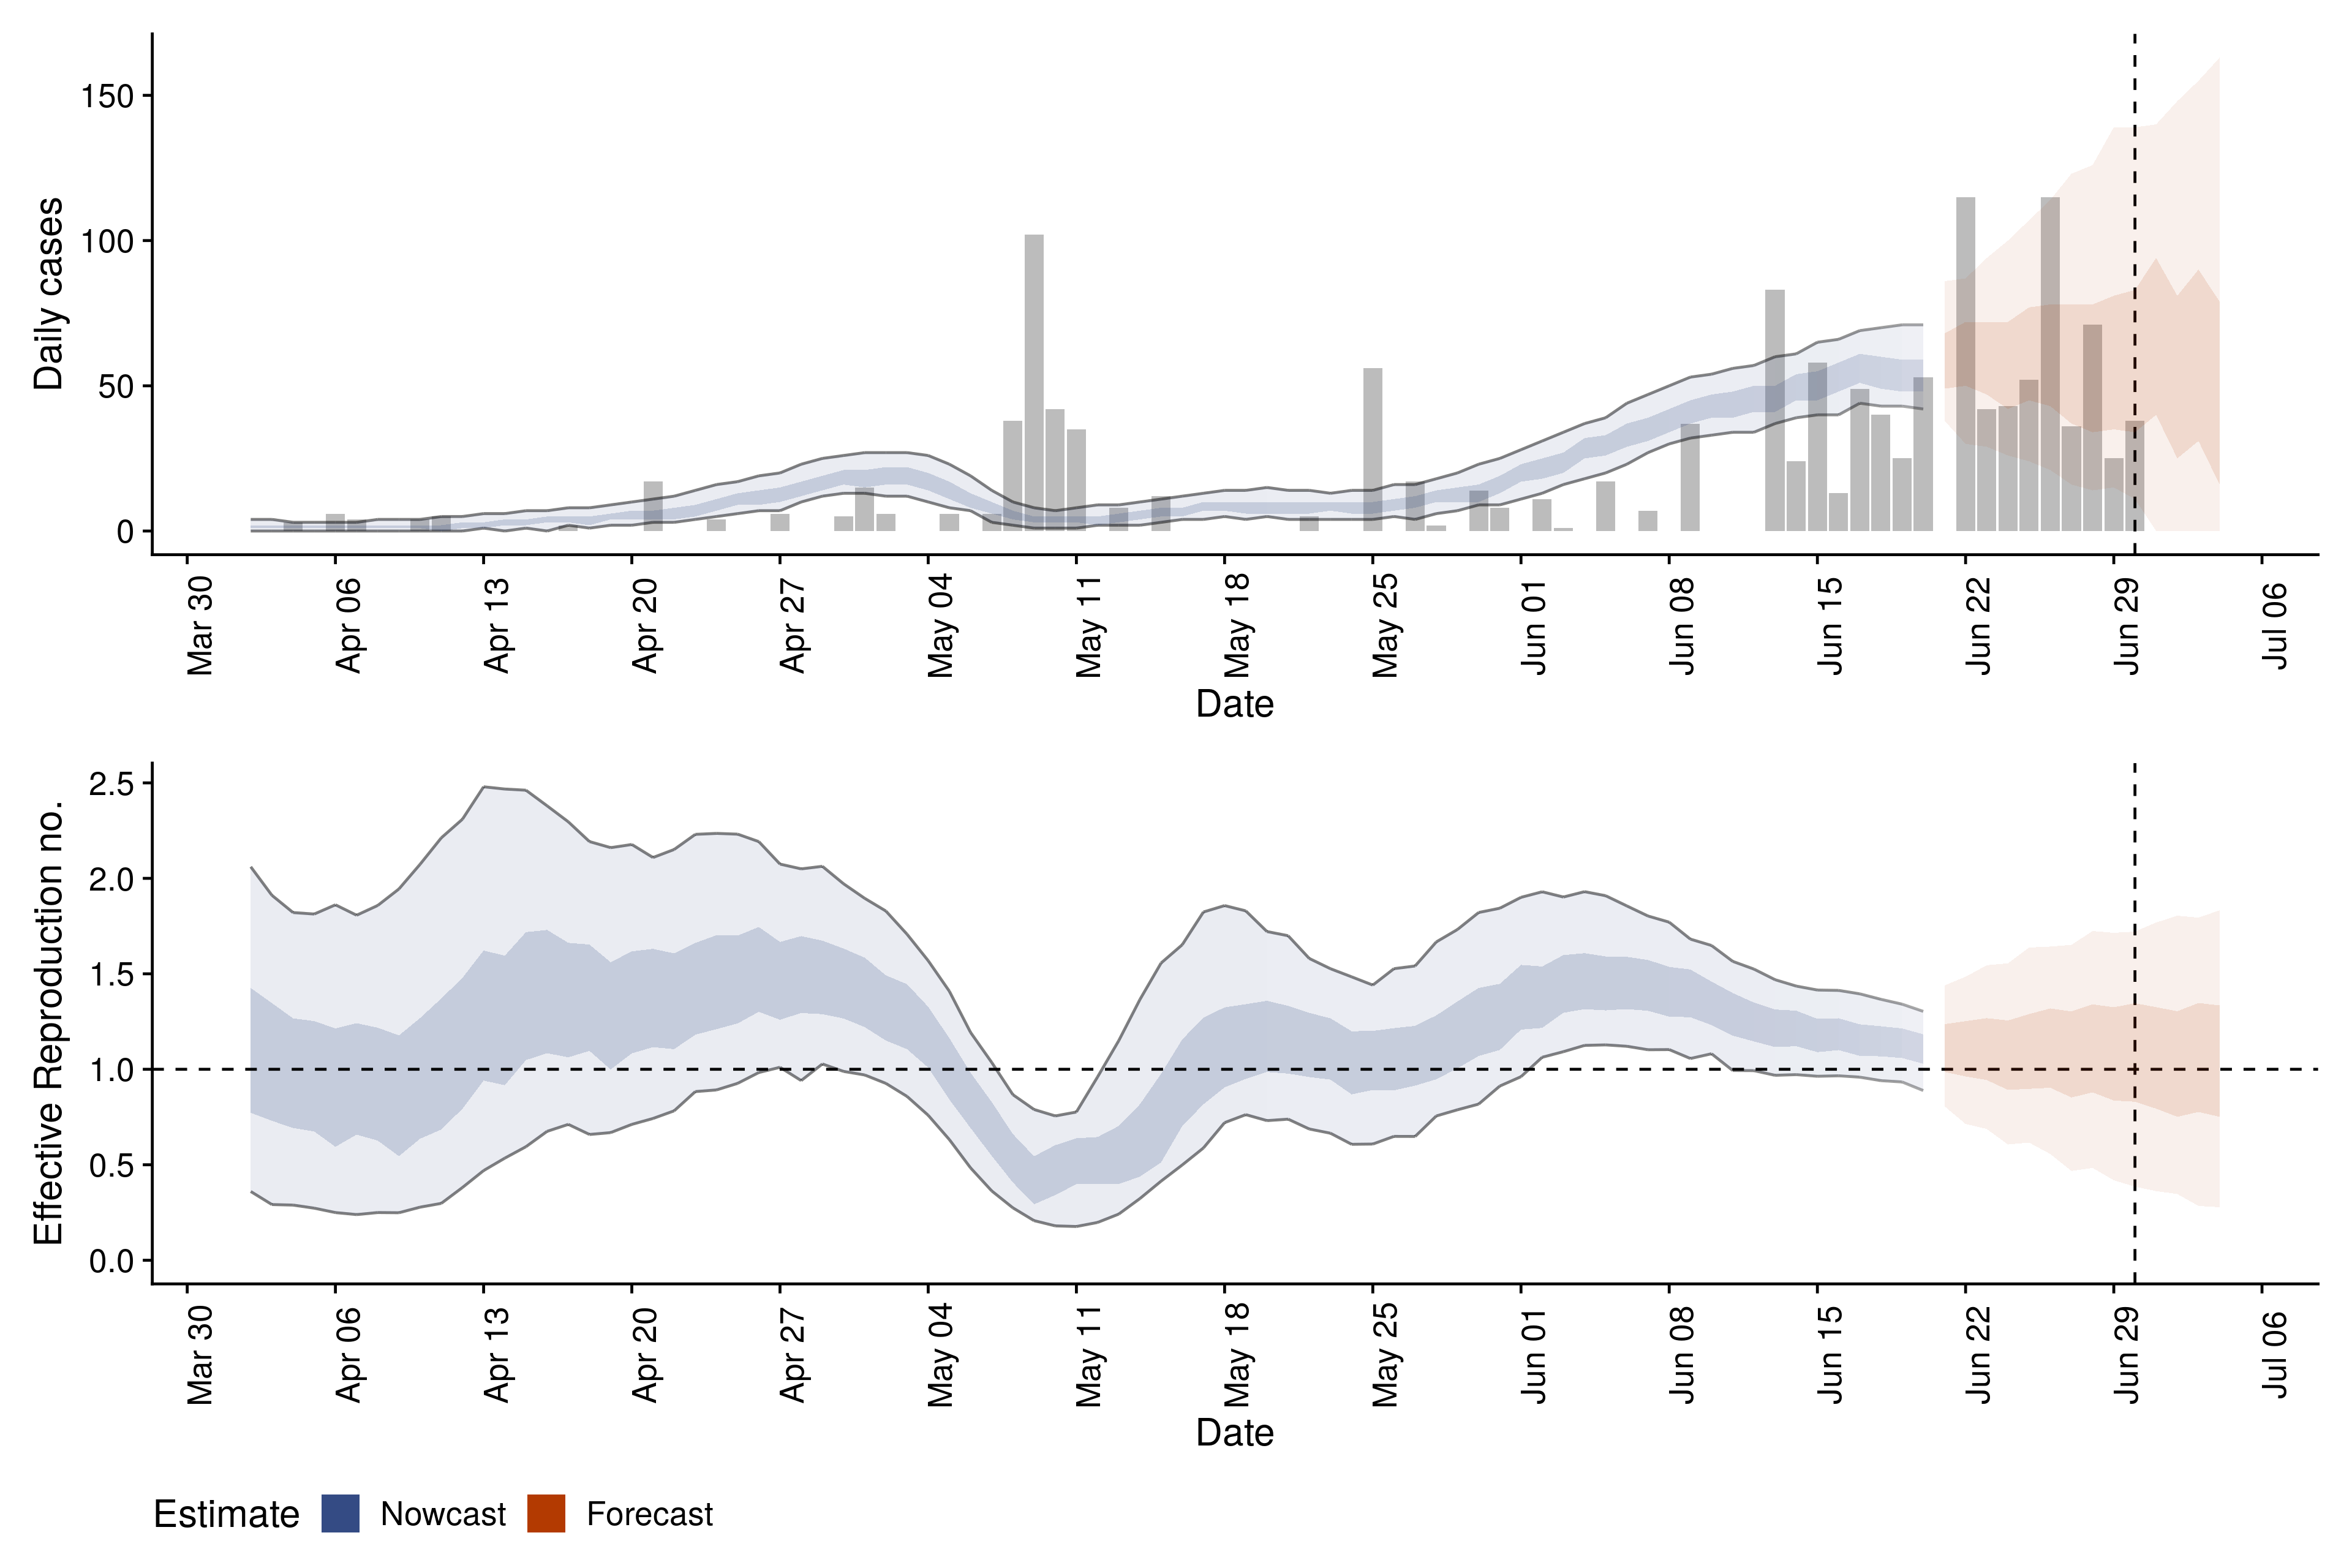 Daily cases
150
100
50
0
Mar 30
Apr 06
Apr 13
Apr 20
Apr 27
May 04
May 11
May 18
May 25
Jun 01
Jun 08
Jun 15
Jun 22
Jun 29
Jul 06
Date
Effective Reproduction no.
2.5
2.0
1.5
1.0
0.5
0.0
Mar 30
Apr 06
Apr 13
Apr 20
Apr 27
May 04
May 11
May 18
May 25
Jun 01
Jun 08
Jun 15
Jun 22
Jun 29
Jul 06
Date
Estimate Nowcast Forecast